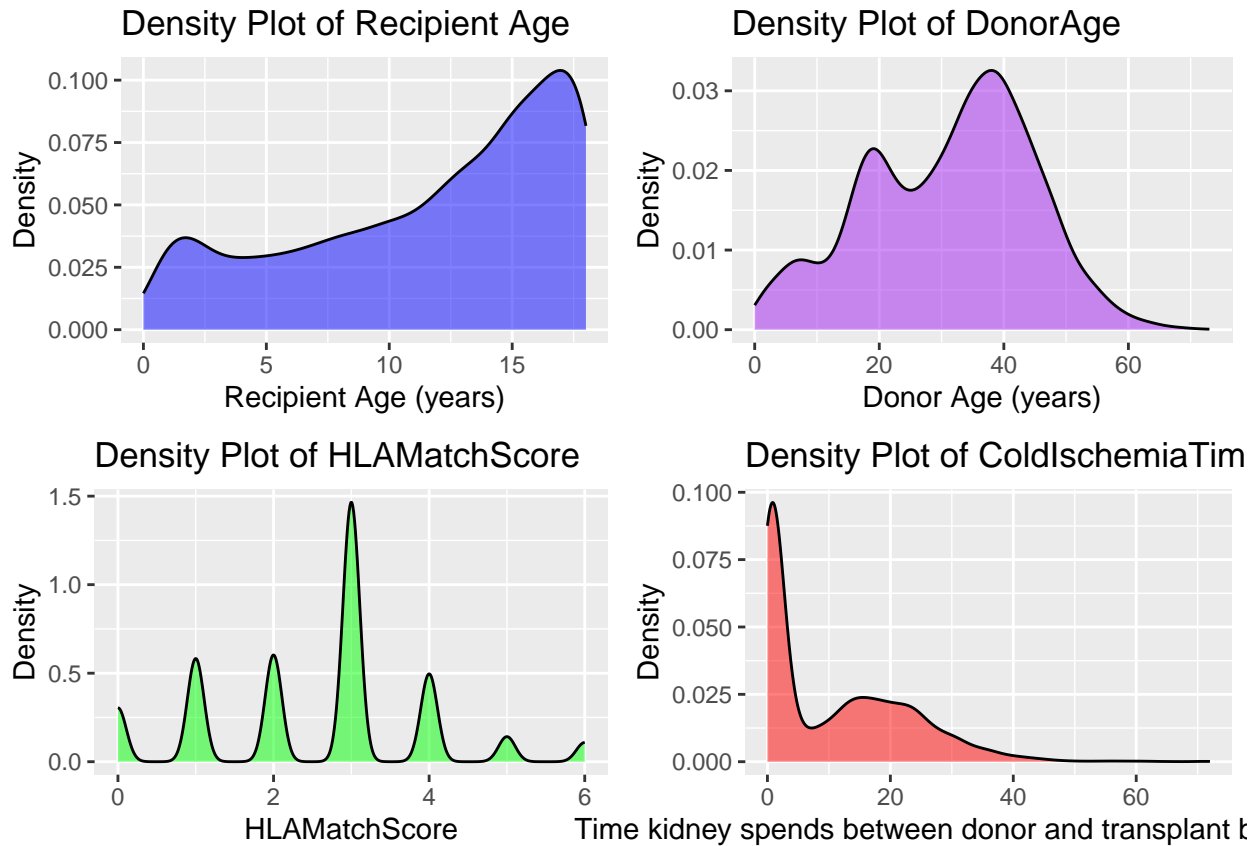 Density Plot of Recipient Age
Density
0.100
0.075
0.050
0.025
0.000
0 5 10 15
Recipient Age (years)
Density Plot of DonorAge
Density
0.03
0.02
0.01
0.00
0 20 40 60
Donor Age (years)
Density Plot of HLAMatchScore
Density
1.5
1.0
0.5
0.0
0 2 4 6
HLAMatchScore
Density Plot of ColdIschemiaTim
Density
0.100
0.075
0.050
0.025
0.000
0 20 40 60
Time kidney spends between donor and transplant b